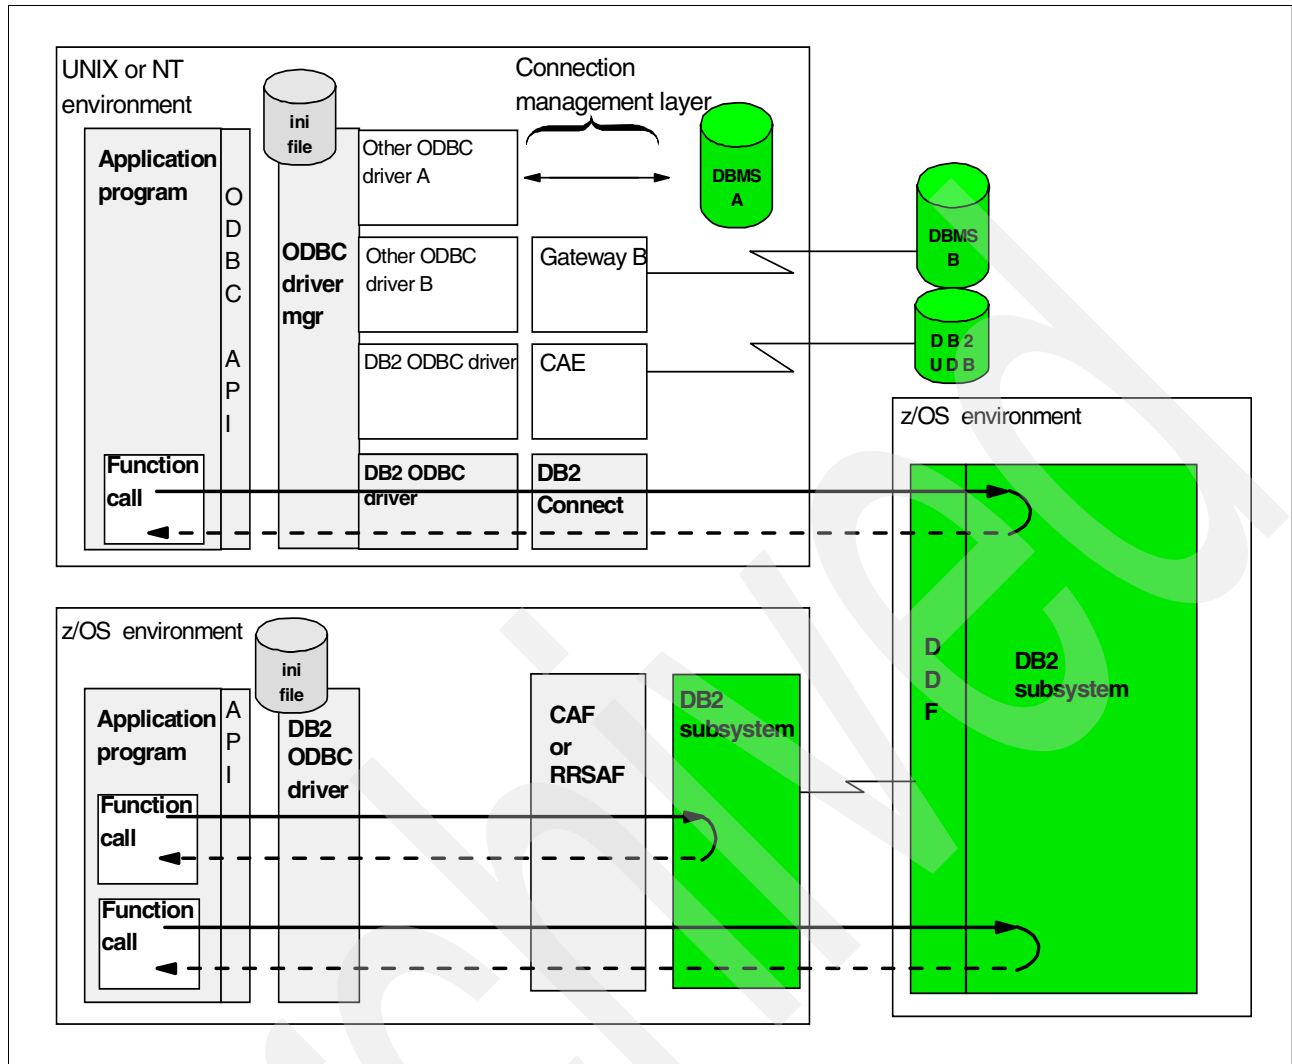 UNIX or NT
environment
ini
file
Connection
management layer
Application
program
O
D
B
C
A
P
I
ODBC
driver
mgr
Other ODBC
driver A
DBMS
A
Other ODBC
driver B
Gateway B
DBMS
B
DB2 ODBC driver
CAE
D B 2
U D B
Function
call
DB2 ODBC
driver
DB2
Connect
z/OS environment
D
D
F
DB2
subsystem
z/OS environment
ini
file
Application
program
A
P
I
DB2
ODBC
driver
CAF
or
RRSAF
DB2
subsystem
Function
call
Function
call